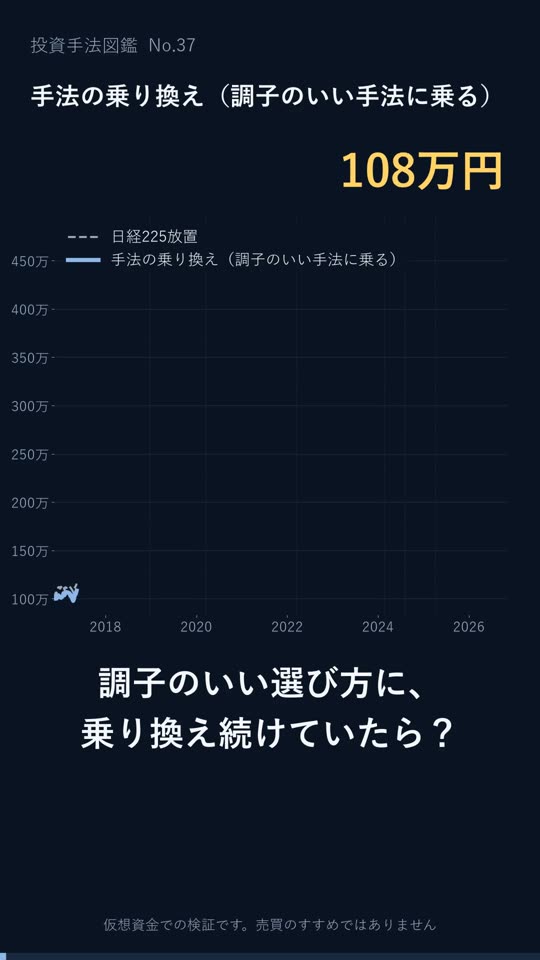 投資手法図鑑 No.37
手法の乗り換え（調子のいい手法に乗る）
108万円
日経225放置
手法の乗り換え（調子のいい手法に乗る）
450万
400万
350万
300万
250万
200万
150万
100万
2018 2020 2022 2024 2026
調子のいい選び方に、
乗り換え続けていたら？
仮想資金での検証です。売買のすすめではありません